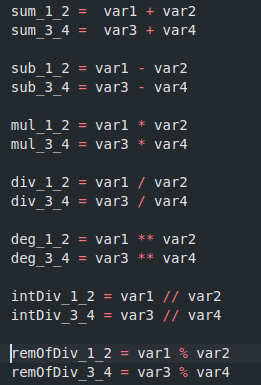 sum_1_2 =  var1 + var2
sum_3_4 =  var3 + var4
sub_1_2 = var1 - var2
sub_3_4 = var3 - var4
mul_1_2 = var1 * var2
mul_3_4 = var3 * var4
div_1_2 = var1 / var2
div_3_4 = var3 / var4
deg_1_2 = var1 ** var2
deg_3_4 = var3 ** var4
intDiv_1_2 = var1 // var2
intDiv_3_4 = var3 // var4
remOfDiv_1_2 = var1 % var2
remOfDiv_3_4 = var3 % var4